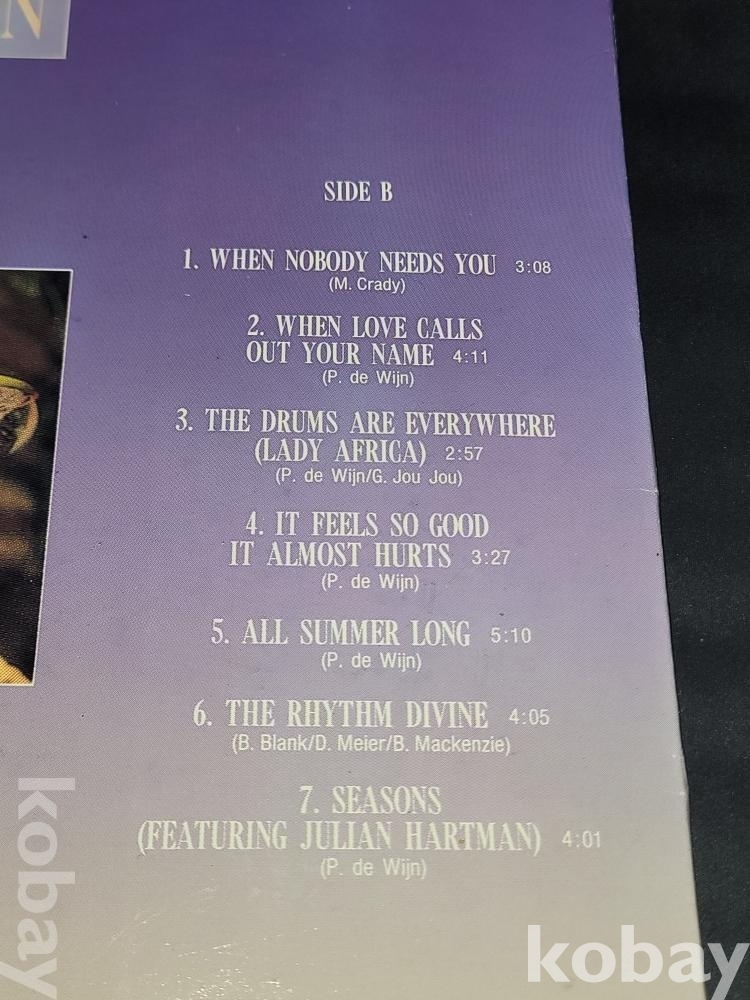 N
SIDE B
1. WHEN NOBODY NEEDS YOU 3:08
(M. Crady)
2. WHEN LOVE CALLS
OUT YOUR NAME 4:11
(P. de Wijn)
3. THE DRUMS ARE EVERYWHERE
(LADY AFRICA) 2:57
(P. de Wijn/G. Jou Jou)
4. IT FEELS SO GOOD
IT ALMOST HURTS 3:27
(P. de Wijn)
5. ALL SUMMER LONG 5:10
(P. de Wijn)
6. THE RHYTHM DIVINE 4:05
(B. Blank/D. Meier/B. Mackenzie)
7. SEASONS
(FEATURING JULIAN HARTMAN) 4:01
(P. de Wijn)
kobay
kobay